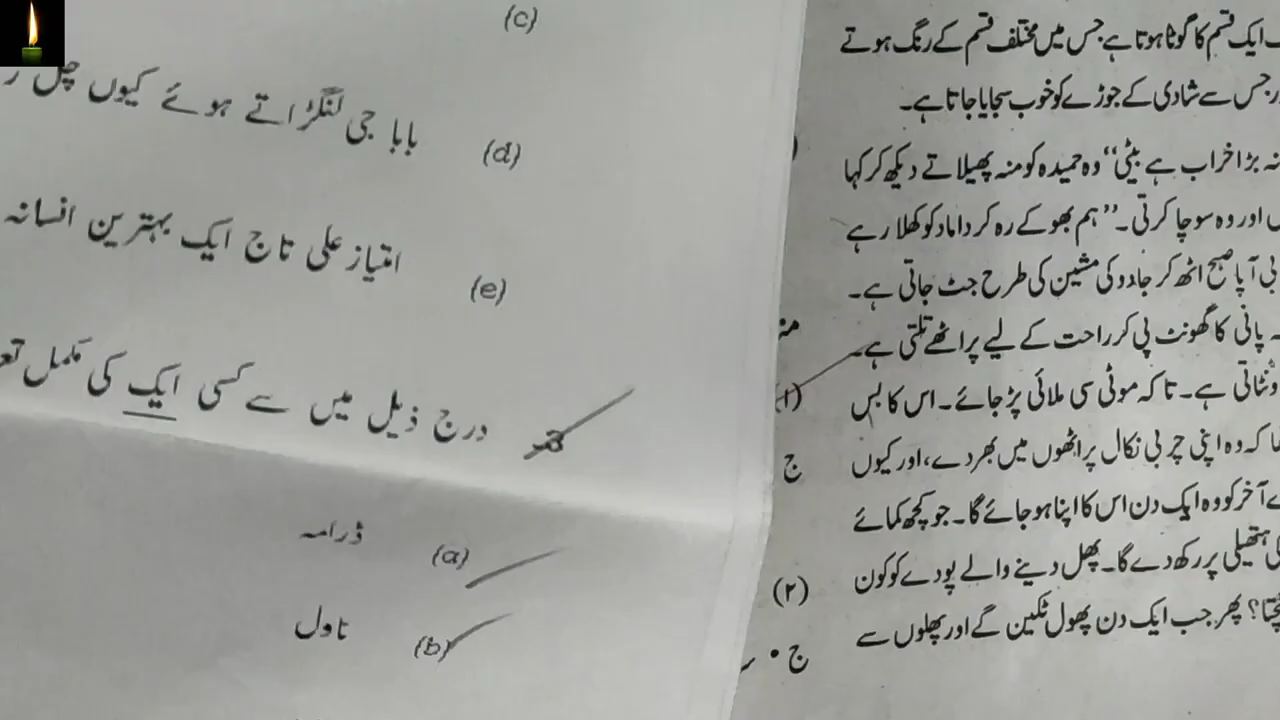 (c)
(d) بابا جی لنگڑاتے ہوئے کیوں چل
(e) امتیاز علی تاج ایک بہترین افسانہ
درج ذیل میں سے کسی ایک کی مکمل
(a) ڈرامہ
(b) ناول
ایک قسم کا گوٹا ہوتا ہے جس میں مختلف قسم کے رنگ ہوتے
جس سے شادی کے جوڑے کو خوب سجایا جاتا ہے۔
بڑا خراب ہے بیٹی“ وہ حمیدہ کو منہ پھیلاتے دیکھ کر کہا
اور وہ سوچا کرتی۔ ”ہم بھوکے رہ کر داماد کو کھلا رہے
بی آپا صبح اٹھ کر جادو کی مشین کی طرح جٹ جاتی ہے۔
پانی کا گھونٹ پی کر راحت کے لیے پراٹھے تلتی ہے۔
(۱) ہے۔ تا کہ موٹی سی ملائی پڑ جائے۔ اس کا بس
ج کہ وہ اپنی چربی نکال پراٹھوں میں بھر دے، اور کیوں
آخر کو وہ ایک دن اس کا اپنا ہو جائے گا۔ جو کچھ کمائے
(۲) ہتھیلی پر رکھ دے گا۔ پھل دینے والے پودے کو کون
ج • پھر جب ایک دن پھول ٹکیں گے اور پھلوں سے